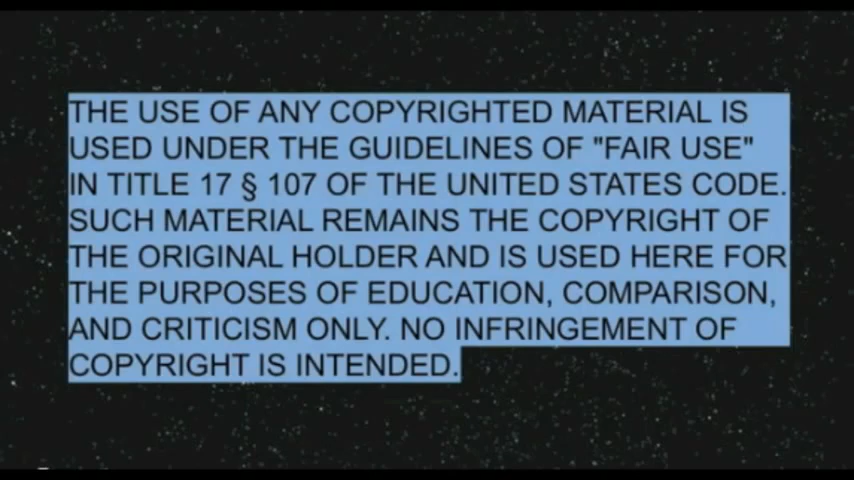 THE USE OF ANY COPYRIGHTED MATERIAL IS
USED UNDER THE GUIDELINES OF "FAIR USE"
IN TITLE 17 § 107 OF THE UNITED STATES CODE.
SUCH MATERIAL REMAINS THE COPYRIGHT OF
THE ORIGINAL HOLDER AND IS USED HERE FOR
THE PURPOSES OF EDUCATION, COMPARISON,
AND CRITICISM ONLY. NO INFRINGEMENT OF
COPYRIGHT IS INTENDED.